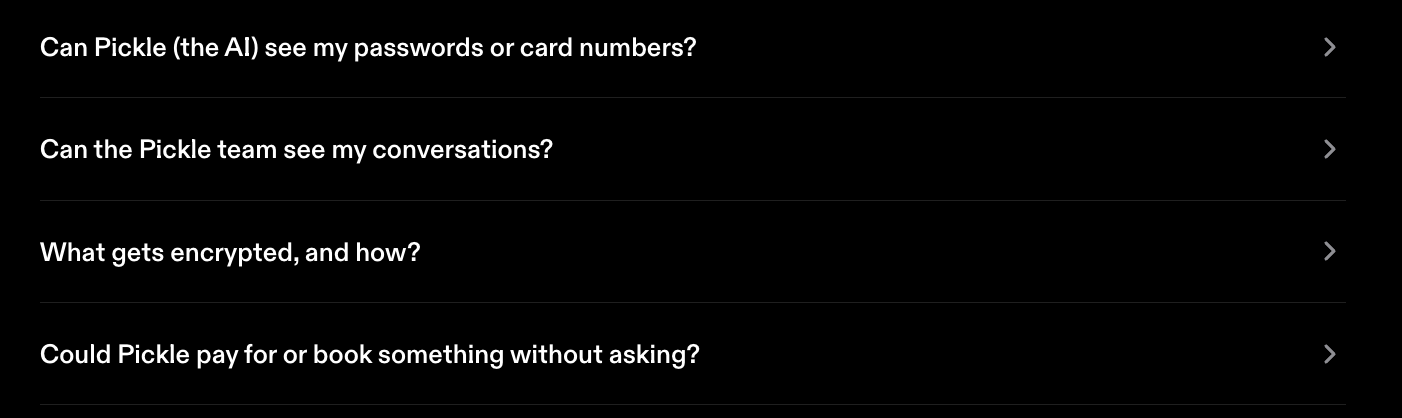 Can Pickle (the AI) see my passwords or card numbers?
Can the Pickle team see my conversations?
What gets encrypted, and how?
Could Pickle pay for or book something without asking?